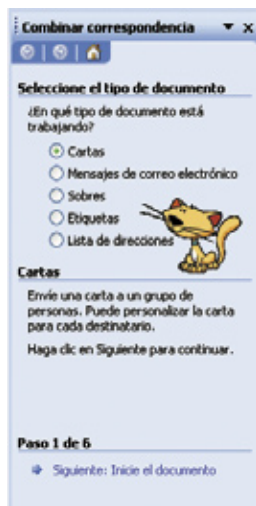 Combinar correspondencia
Seleccione el tipo de documento
¿En qué tipo de documento está
trabajando?
Cartas
Mensajes de correo electrónico
Sobres
Etiquetas
Lista de direcciones
Cartas
Envíe una carta a un grupo de
personas. Puede personalizar la carta
para cada destinatario.
Haga clic en Siguiente para continuar.
Paso 1 de 6
Siguiente: Inicie el documento